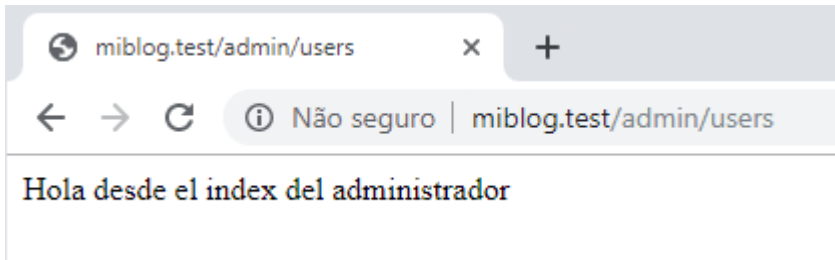 miblog.test/admin/users
Não seguro | miblog.test/admin/users
Hola desde el index del administrador